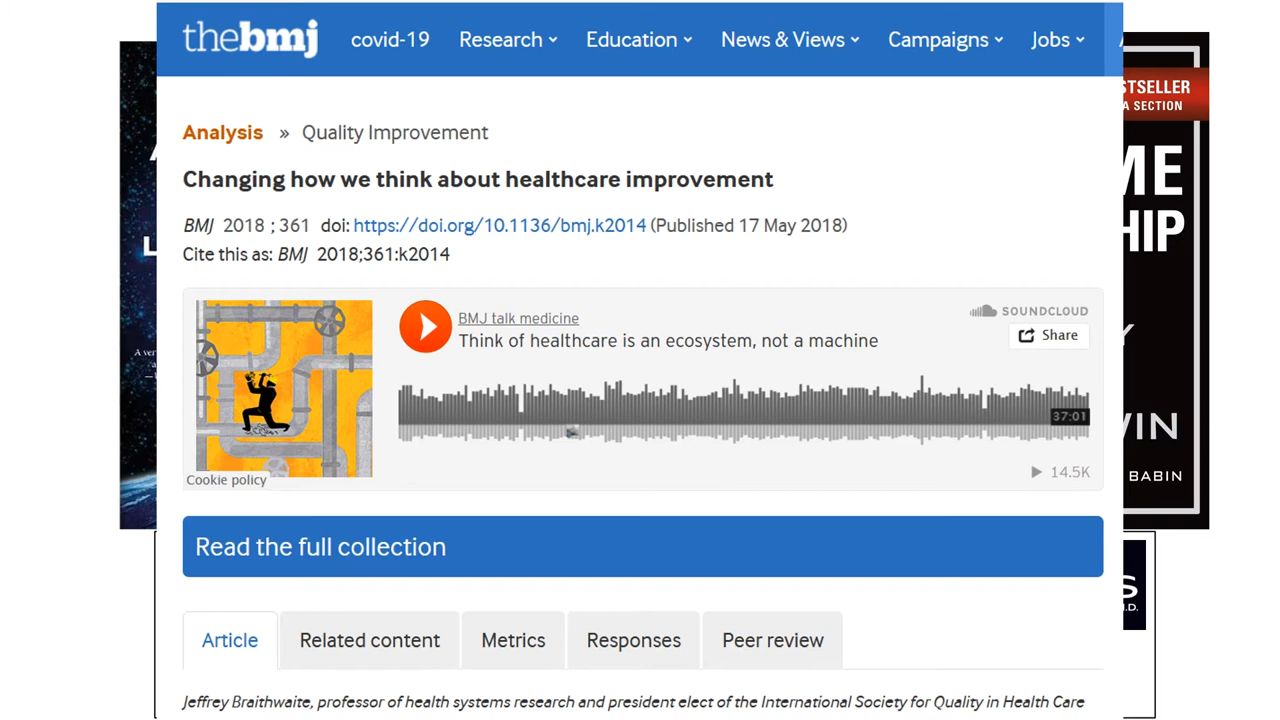 thebmj
covid-19
Research
Education
News & Views
Campaigns
Jobs
Analysis » Quality Improvement
Changing how we think about healthcare improvement
BMJ 2018 ; 361 doi: https://doi.org/10.1136/bmj.k2014 (Published 17 May 2018)
Cite this as: BMJ 2018;361:k2014
BMJ talk medicine
Think of healthcare is an ecosystem, not a machine
SOUNDCLOUD
Share
37:01
14.5K
Cookie policy
Read the full collection
Article
Related content
Metrics
Responses
Peer review
Jeffrey Braithwaite, professor of health systems research and president elect of the International Society for Quality in Health Care
STSELLER
A SECTION
ME
HIP
Y
VIN
BABIN
S
.D.
A ver